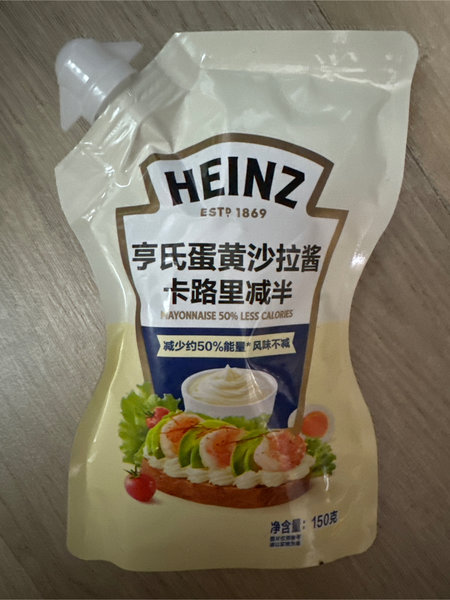 HEINZ
ESTD 1869
亨氏蛋黄沙拉酱
卡路里减半
MAYONNAISE 50% LESS CALORIES
减少约50%能量*风味不减
净含量: 150克